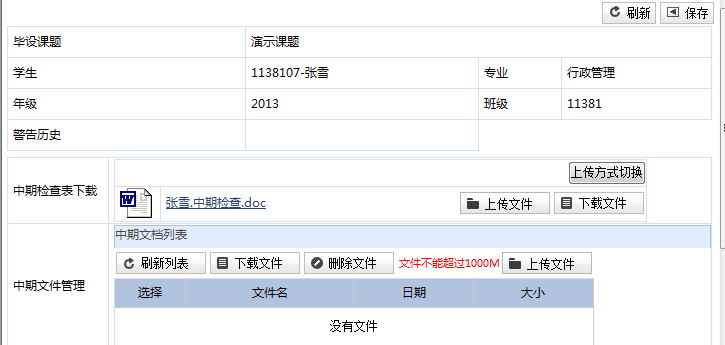 刷新 保存
毕设课题 演示课题
学生 1138107-张雪 专业 行政管理
年级 2013 班级 11381
警告历史
上传方式切换
中期检查表下载 张雪.中期检查.doc 上传文件 下载文件
中期文档列表
中期文件管理 刷新列表 下载文件 删除文件 文件不能超过1000M 上传文件
选择 文件名 日期 大小
没有文件